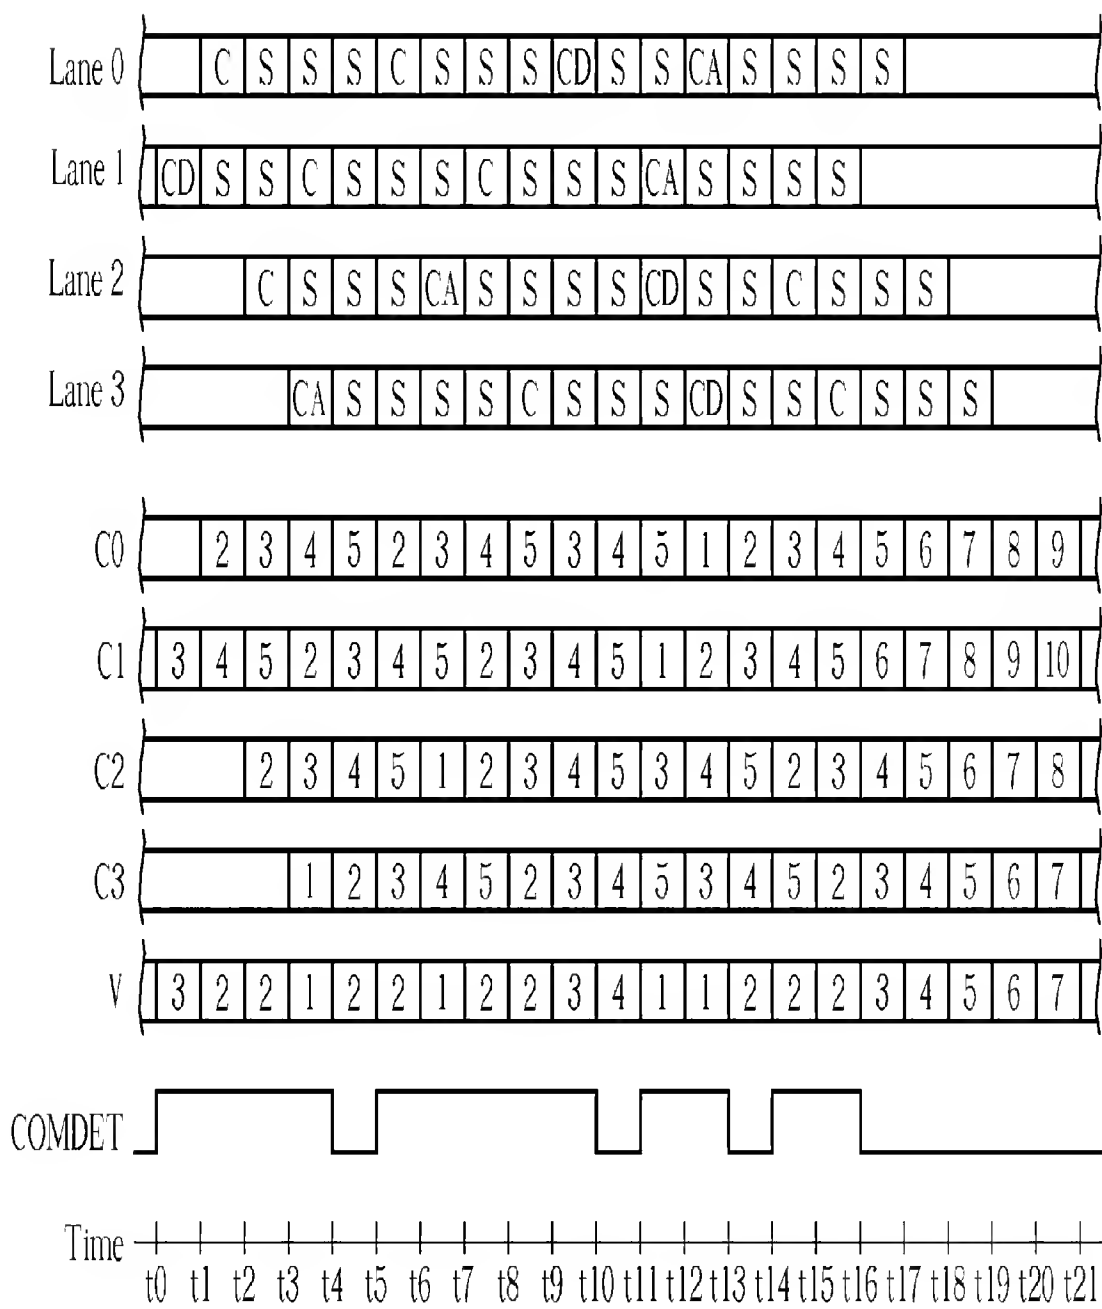 Lane 0 C S S S C S S S CD S S CA S S S S
Lane 1 CD S S C S S S C S S S CA S S S S
Lane 2 C S S S CA S S S S CD S S C S S S
Lane 3 CA S S S S C S S S CD S S C S S S
C0 2 3 4 5 2 3 4 5 3 4 5 1 2 3 4 5 6 7 8 9
C1 3 4 5 2 3 4 5 2 3 4 5 1 2 3 4 5 6 7 8 9 10
C2 2 3 4 5 1 2 3 4 5 3 4 5 2 3 4 5 6 7 8
C3 1 2 3 4 5 2 3 4 5 3 4 5 2 3 4 5 6 7
V 3 2 2 1 2 2 1 2 2 3 4 1 1 2 2 2 3 4 5 6 7
COMDET
Time
t0 t1 t2 t3 t4 t5 t6 t7 t8 t9 t10 t11 t12 t13 t14 t15 t16 t17 t18 t19 t20 t21